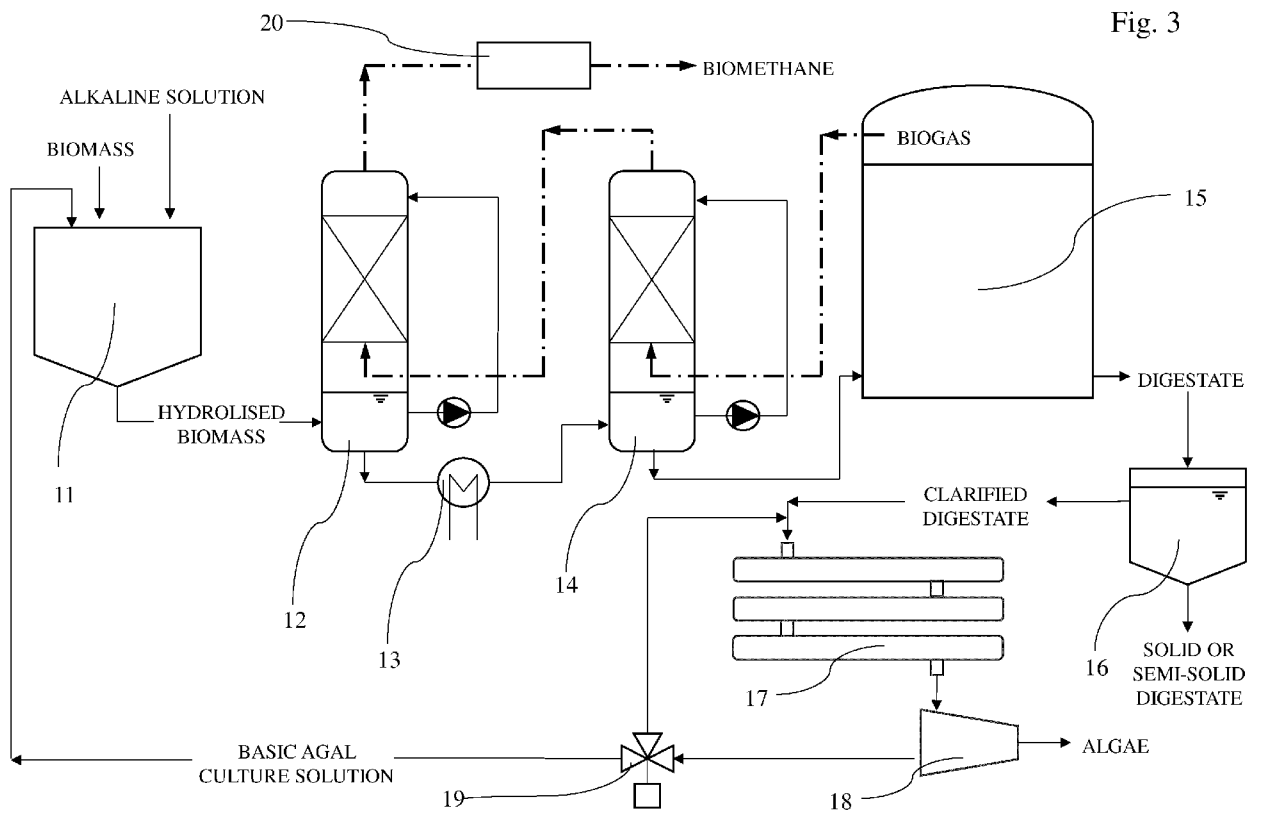 Fig. 3
20
BIOMETHANE
ALKALINE SOLUTION
BIOMASS
BIOGAS
15
DIGESTATE
HYDROLISED
BIOMASS
11
12
13
14
CLARIFIED
DIGESTATE
16
SOLID OR
SEMI-SOLID
DIGESTATE
17
ALGAE
18
19
BASIC AGAL
CULTURE SOLUTION